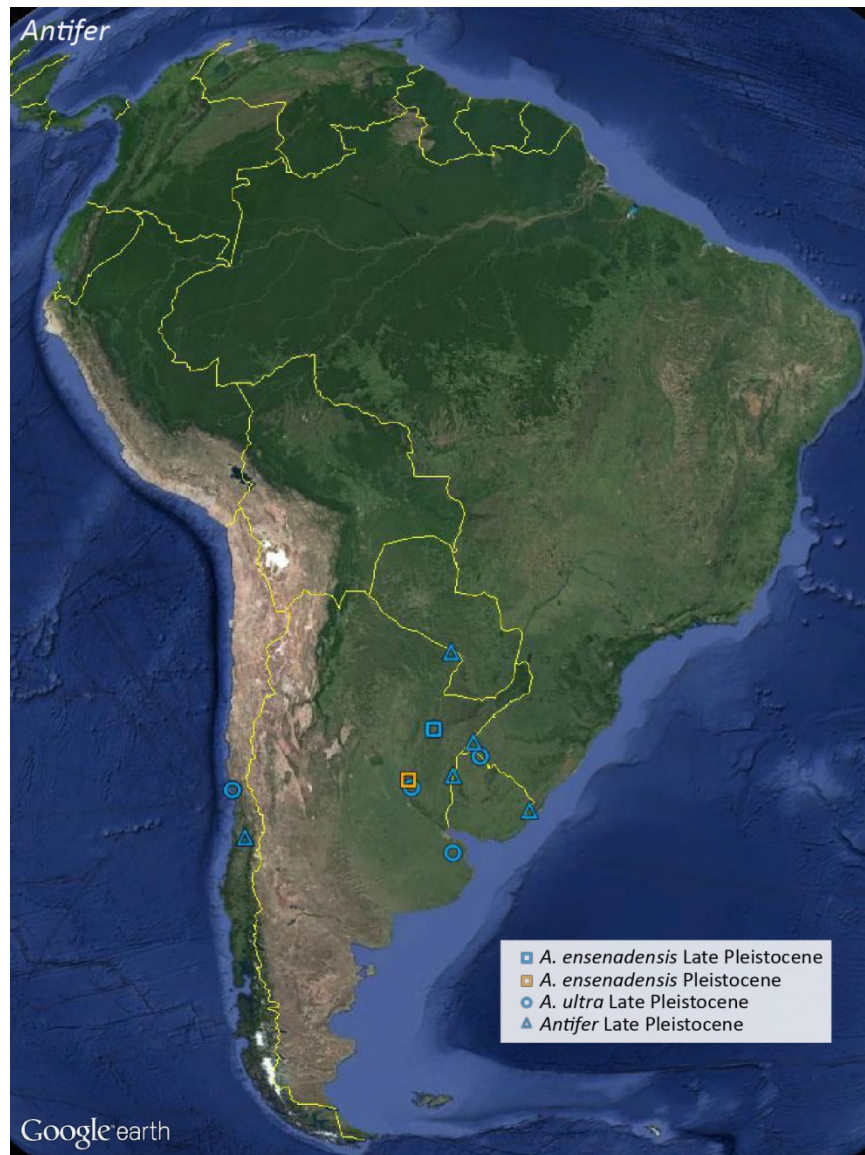 Antifer
A. ensenadensis Late Pleistocene
A. ensenadensis Pleistocene
A. ultra Late Pleistocene
Antifer Late Pleistocene
Google earth